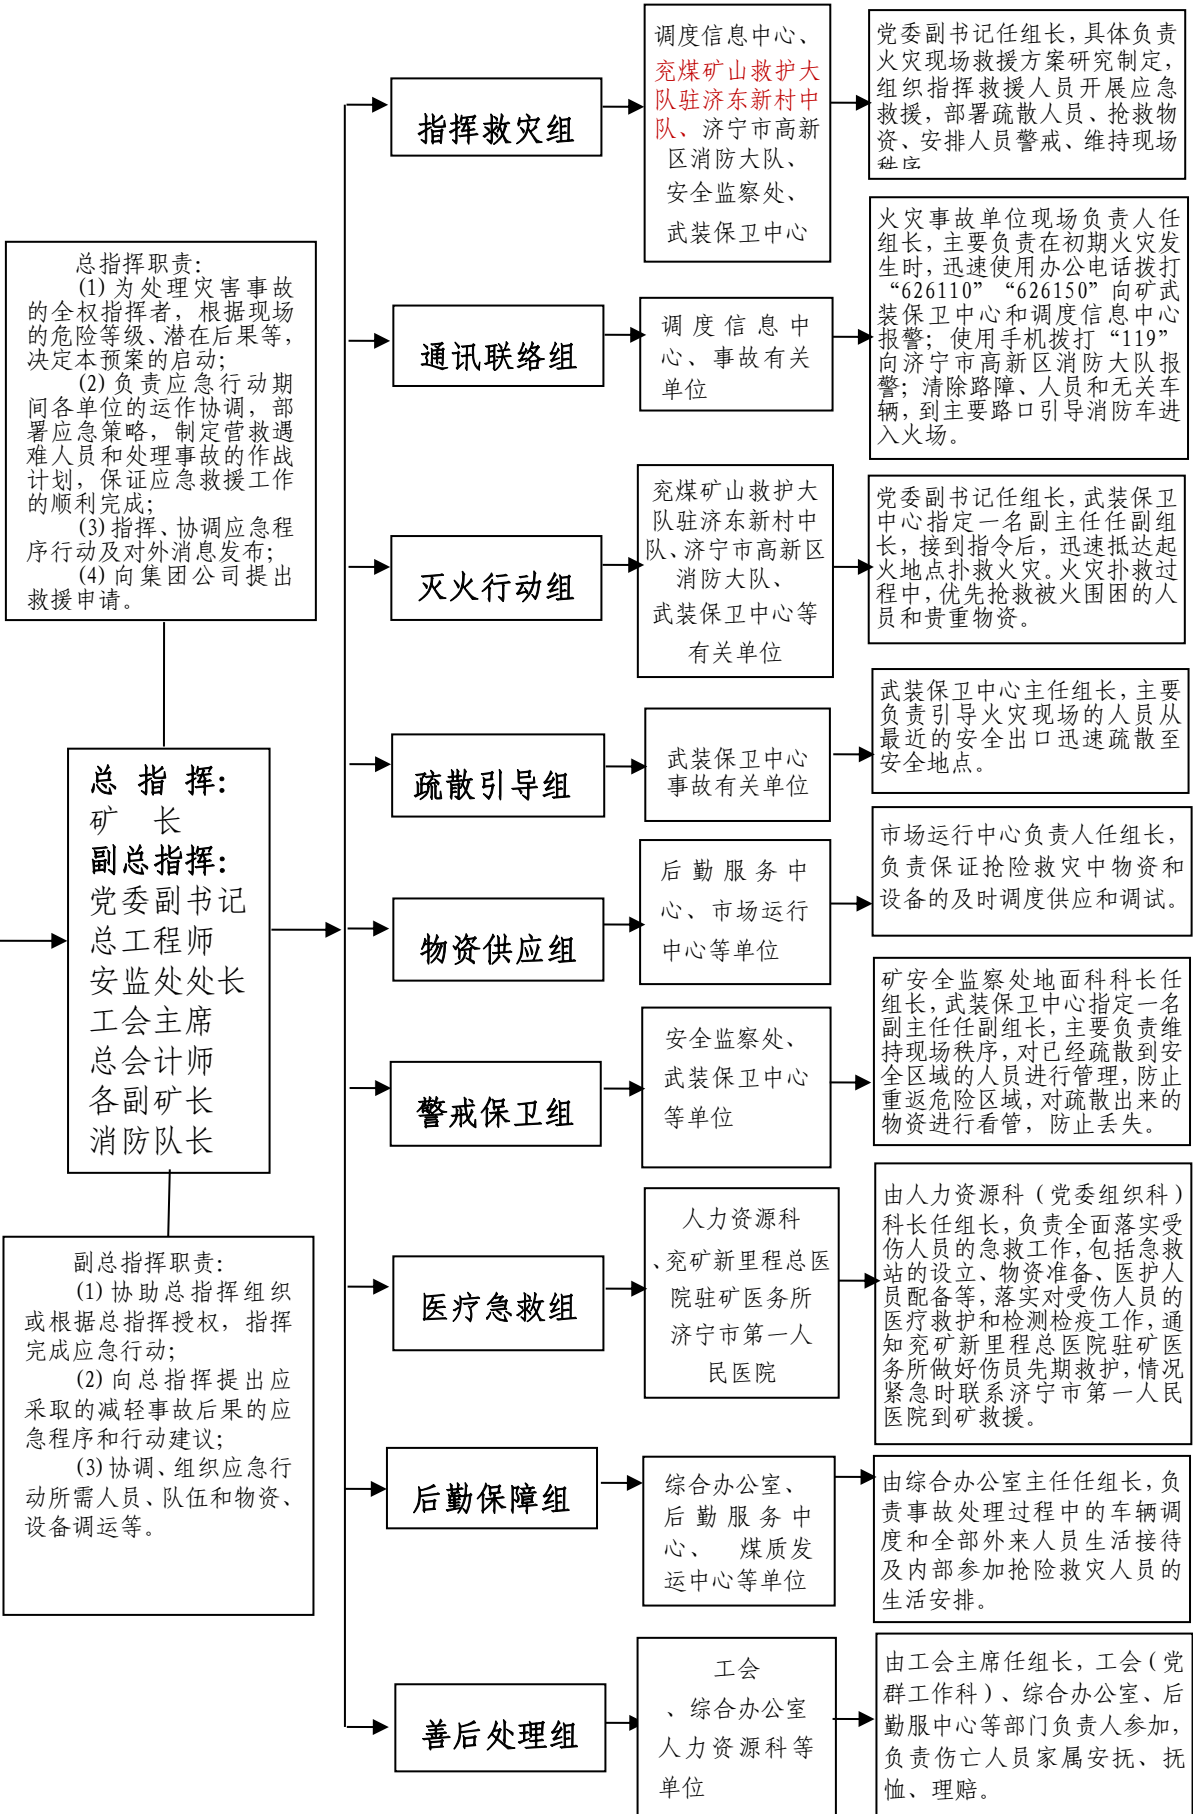 总指挥职责：
(1)为处理灾害事故
的全权指挥者，根据现场
的危险等级、潜在后果等，
决定本预案的启动；
(2)负责应急行动期
间各单位的运作协调，部
署应急策略，制定营救遇
难人员和处理事故的作战
计划，保证应急救援工作
的顺利完成；
(3)指挥、协调应急程
序行动及对外消息发布；
(4)向集团公司提出
救援申请。
总 指 挥：
矿 长
副总指挥：
党委副书记
总工程师
安监处处长
工会主席
总会计师
各副矿长
消防队长
副总指挥职责：
(1)协助总指挥组织
或根据总指挥授权，指挥
完成应急行动；
(2)向总指挥提出应
采取的减轻事故后果的应
急程序和行动建议；
(3)协调、组织应急行
动所需人员、队伍和物资、
设备调运等。
指挥救灾组
调度信息中心、
兖煤矿山救护大
队驻济东新村中
队、济宁市高新
区消防大队、
安全监察处、
武装保卫中心
党委副书记任组长，具体负责
火灾现场救援方案研究制定，
组织指挥救援人员开展应急
救援，部署疏散人员、抢救物
资、安排人员警戒、维持现场
秩序
通讯联络组
调度信息中
心、事故有关
单位
火灾事故单位现场负责人任
组长，主要负责在初期火灾发
生时，迅速使用办公电话拨打
“626110”“626150”向矿武
装保卫中心和调度信息中心
报警；使用手机拨打“119”
向济宁市高新区消防大队报
警；清除路障、人员和无关车
辆，到主要路口引导消防车进
入火场。
灭火行动组
兖煤矿山救护大
队驻济东新村中
队、济宁市高新区
消防大队、
武装保卫中心等
有关单位
党委副书记任组长，武装保卫
中心指定一名副主任任副组
长，接到指令后，迅速抵达起
火地点扑救火灾。火灾扑救过
程中，优先抢救被火围困的人
员和贵重物资。
疏散引导组
武装保卫中心
事故有关单位
武装保卫中心主任组长，主要
负责引导火灾现场的人员从
最近的安全出口迅速疏散至
安全地点。
物资供应组
后勤服务中
心、市场运行
中心等单位
市场运行中心负责人任组长，
负责保证抢险救灾中物资和
设备的及时调度供应和调试。
警戒保卫组
安全监察处、
武装保卫中心
等单位
矿安全监察处地面科科长任
组长，武装保卫中心指定一名
副主任任副组长，主要负责维
持现场秩序，对已经疏散到安
全区域的人员进行管理，防止
重返危险区域，对疏散出来的
物资进行看管，防止丢失。
医疗急救组
人力资源科
、兖矿新里程总医
院驻矿医务所
济宁市第一人
民医院
由人力资源科（党委组织科）
科长任组长，负责全面落实受
伤人员的急救工作，包括急救
站的设立、物资准备、医护人
员配备等，落实对受伤人员的
医疗救护和检测检疫工作，通
知兖矿新里程总医院驻矿医
务所做好伤员先期救护，情况
紧急时联系济宁市第一人民
医院到矿救援。
后勤保障组
综合办公室、
后勤服务中
心、 煤质发
运中心等单位
由综合办公室主任任组长，负
责事故处理过程中的车辆调
度和全部外来人员生活接待
及内部参加抢险救灾人员的
生活安排。
善后处理组
工会
、综合办公室
人力资源科等
单位
由工会主席任组长，工会（党
群工作科）、综合办公室、后
勤服中心等部门负责人参加，
负责伤亡人员家属安抚、抚
恤、理赔。